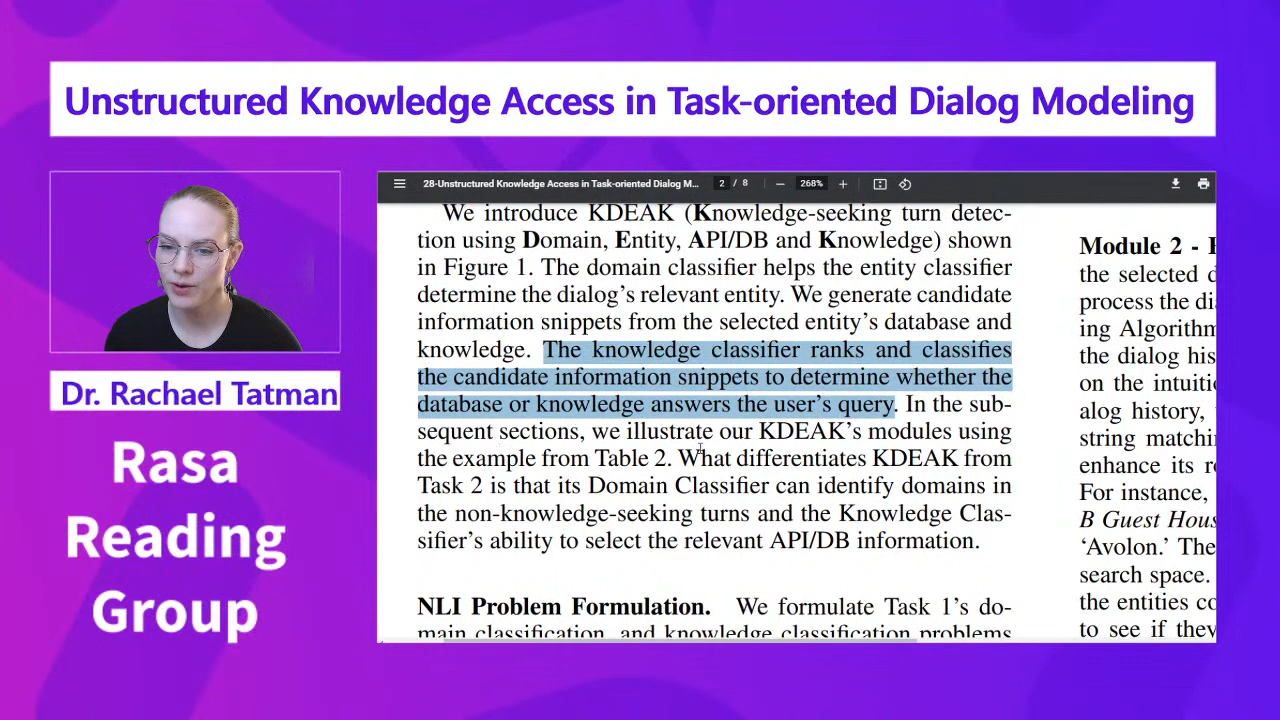 Unstructured Knowledge Access in Task-oriented Dialog Modeling
Dr. Rachael Tatman
Rasa
Reading
Group
28-Unstructured Knowledge Access in Task-oriented Dialog M...
2 / 8
268%
We introduce KDEAK (Knowledge-seeking turn detec-
tion using Domain, Entity, API/DB and Knowledge) shown
in Figure 1. The domain classifier helps the entity classifier
determine the dialog's relevant entity. We generate candidate
information snippets from the selected entity's database and
knowledge. The knowledge classifier ranks and classifies
the candidate information snippets to determine whether the
database or knowledge answers the user's query. In the sub-
sequent sections, we illustrate our KDEAK's modules using
the example from Table 2. What differentiates KDEAK from
Task 2 is that its Domain Classifier can identify domains in
the non-knowledge-seeking turns and the Knowledge Clas-
sifier's ability to select the relevant API/DB information.
NLI Problem Formulation. We formulate Task 1's do-
main classification, and knowledge classification problems
Module 2 -
the selected
process the
ing Algorithm
the dialog his
on the intuiti
alog history,
string matchi
enhance its
For instance,
B Guest Hous
'Avolon.' The
search space.
the entities co
to see if they